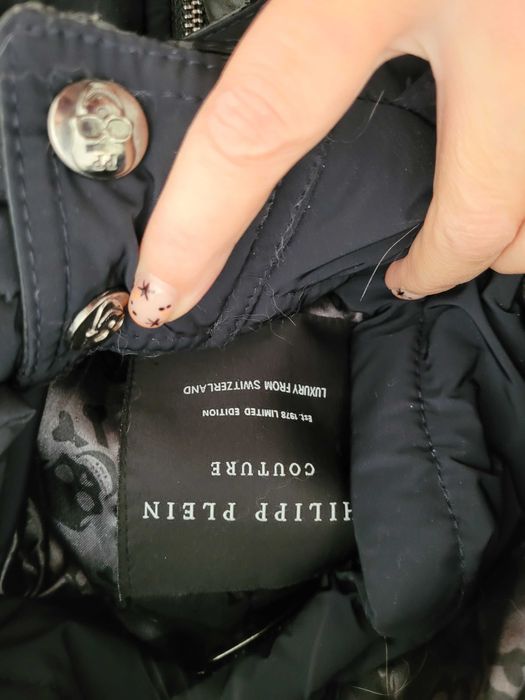 HILIPP PLEIN
COUTURE
Est. 1978 LIMITED EDITION
LUXURY FROM SWITZERLAND